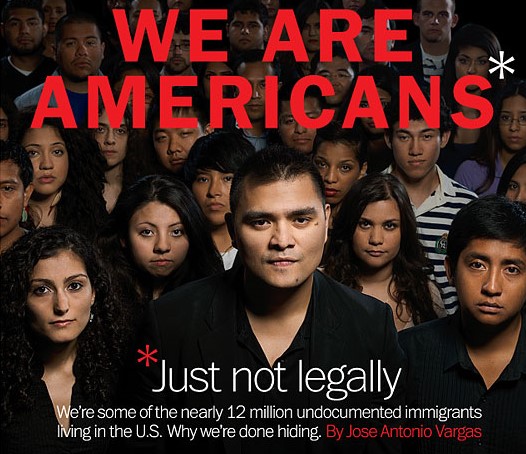 WE ARE
AMERICANS*
*Just not legally
We're some of the nearly 12 million undocumented immigrants
living in the U.S. Why we're done hiding. By Jose Antonio Vargas